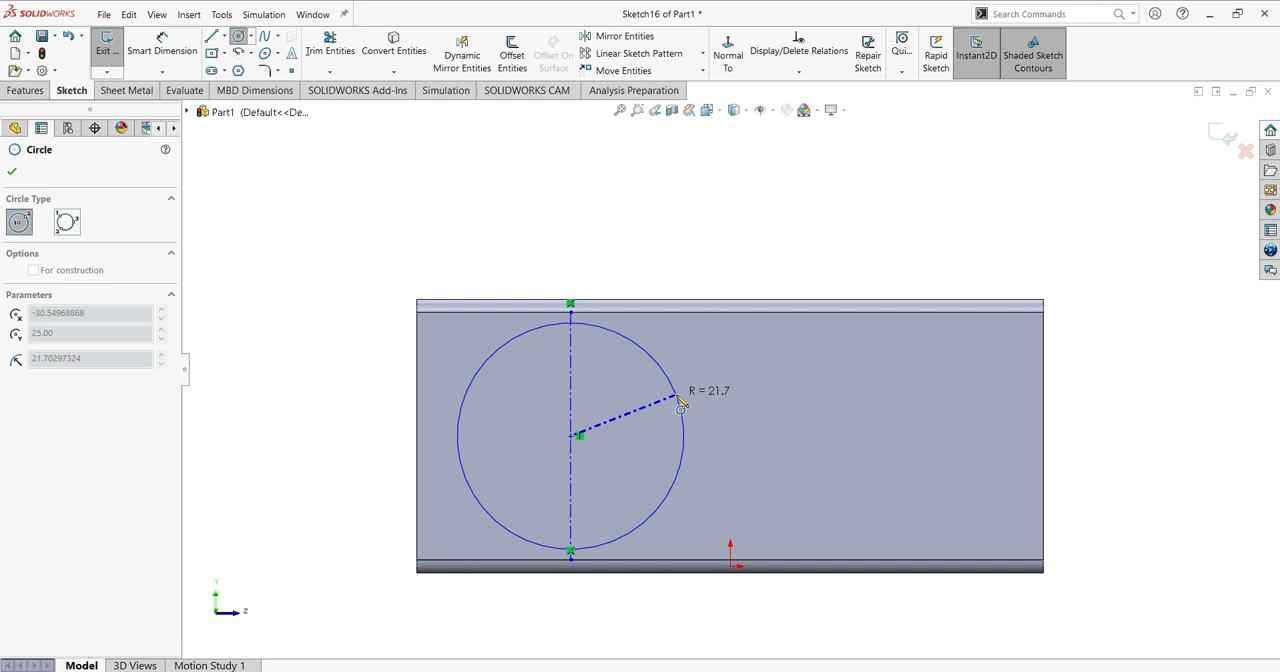 SOLIDWORKS File Edit View Insert Tools Simulation Window Sketch16 of Part1 * Search Commands
Exit ... Smart Dimension Trim Entities Convert Entities Dynamic Mirror Entities Offset Entities Offset On Surface Mirror Entities Linear Sketch Pattern Move Entities Normal To Display/Delete Relations Repair Sketch Qui... Rapid Sketch Instant2D Shaded Sketch Contours
Features Sketch Sheet Metal Evaluate MBD Dimensions SOLIDWORKS Add-Ins Simulation SOLIDWORKS CAM Analysis Preparation
Part1 (Default<<De...
Circle
Circle Type
Options
For construction
Parameters
-30.54968868
25.00
21.70297324
R = 21.7
Y
Z
Model 3D Views Motion Study 1